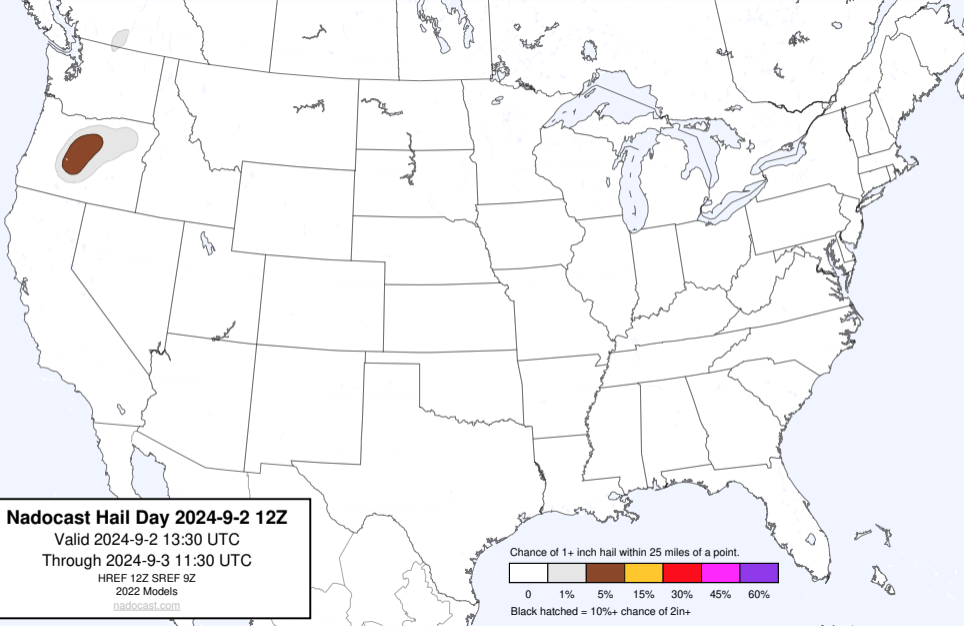 Nadocast Hail Day 2024-9-2 12Z
Valid 2024-9-2 13:30 UTC
Through 2024-9-3 11:30 UTC
HREF 12Z SREF 9Z
2022 Models
nadocast.com
Chance of 1+ inch hail within 25 miles of a point.
0 1% 5% 15% 30% 45% 60%
Black hatched = 10%+ chance of 2in+